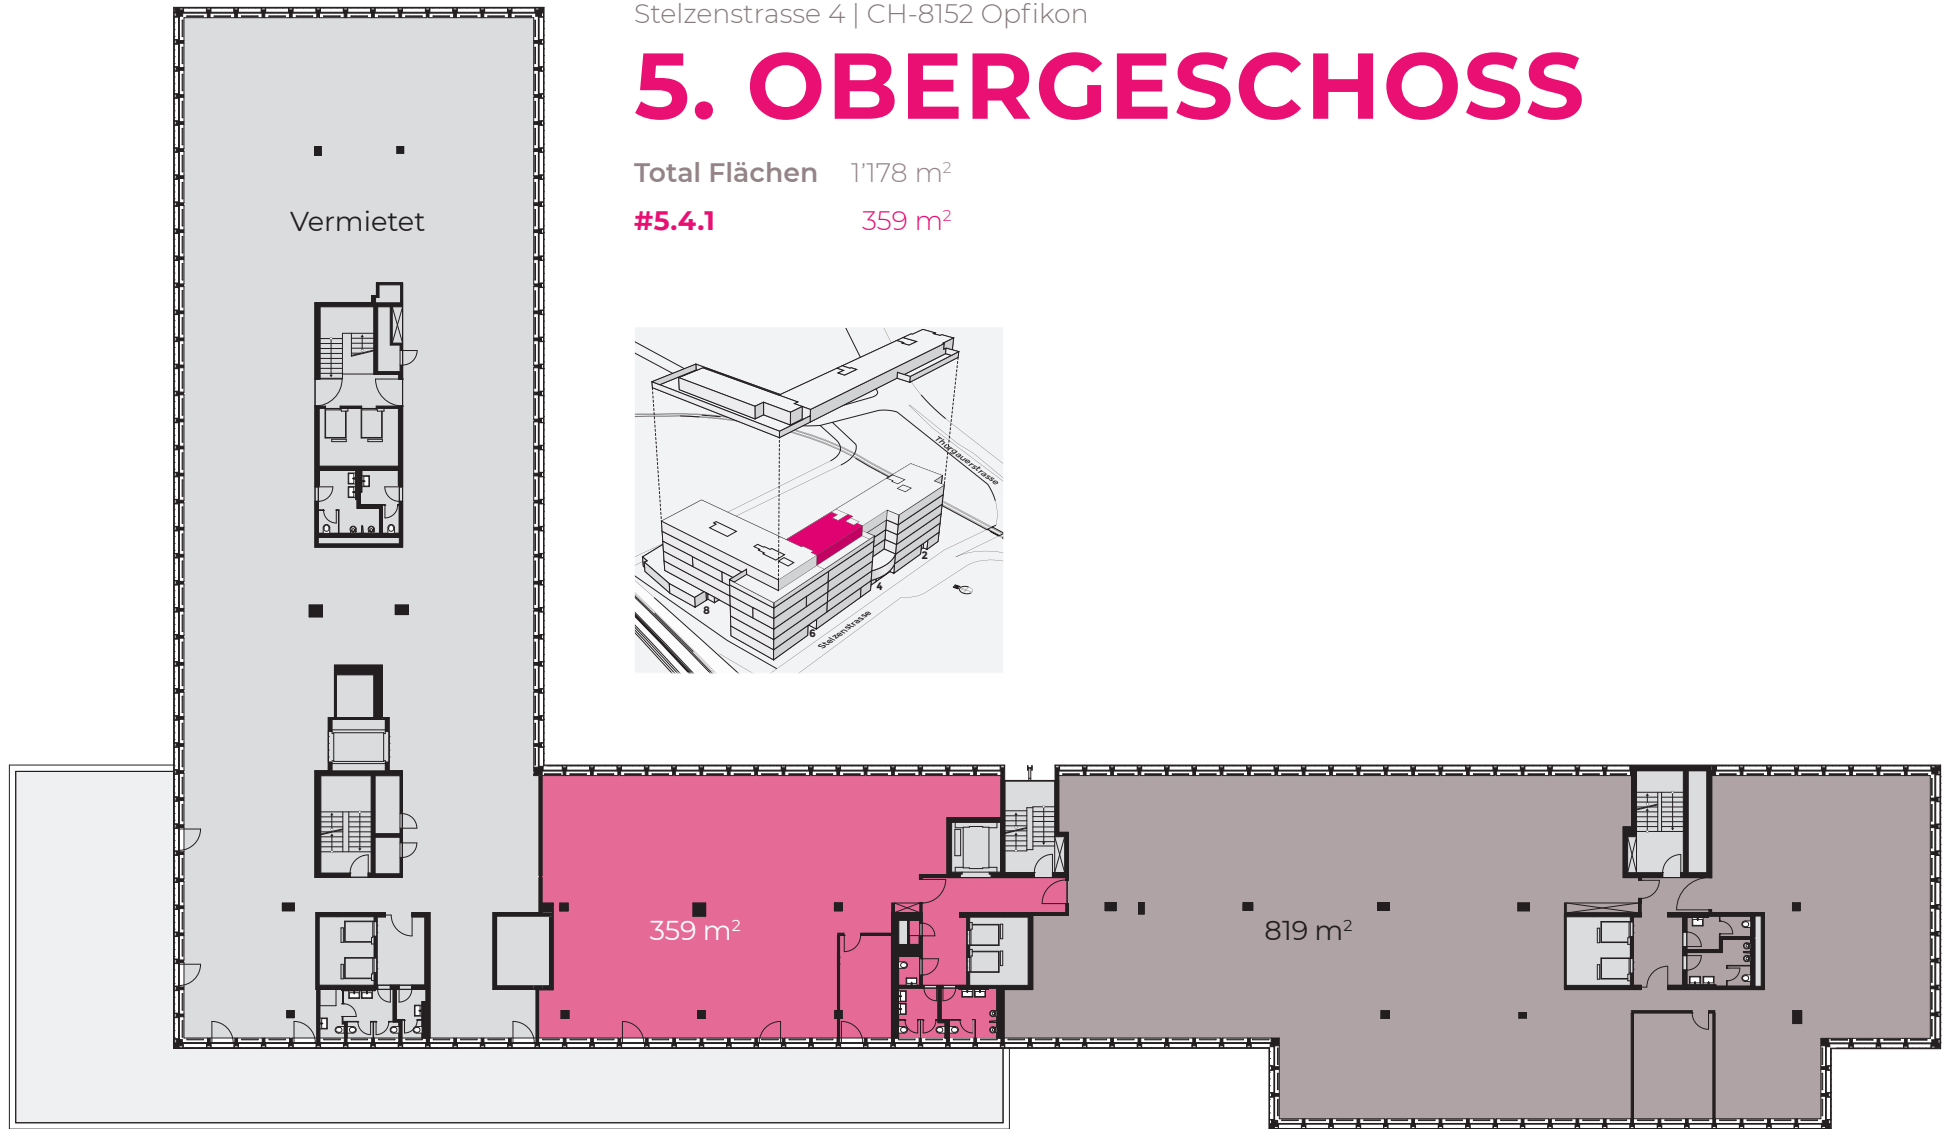 Stelzenstrasse 4 | CH-8152 Opfikon
5. OBERGESCHOSS
Total Flächen 1'178 m²
#5.4.1 359 m²
Vermietet
Thurgauerstrasse
2
4
8
6
Stelzenstrasse
359 m²
819 m²